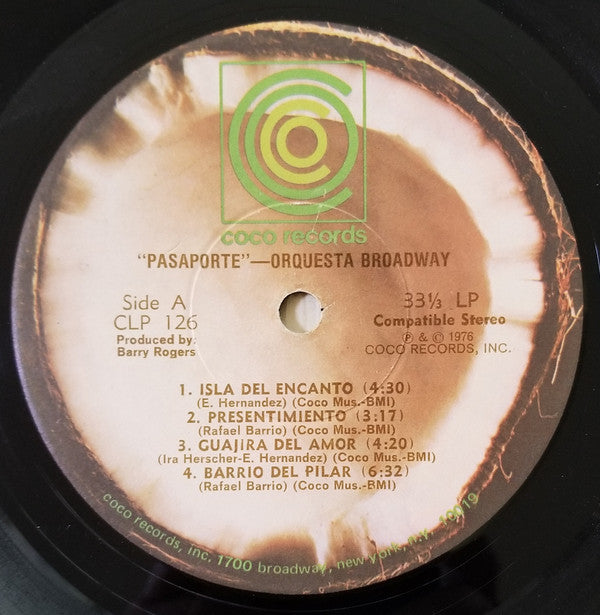 coco records
"PASAPORTE"—ORQUESTA BROADWAY
Side A
CLP 126
Produced by:
Barry Rogers
33⅓ LP
Compatible Stereo
℗ & © 1976
COCO RECORDS, INC.
1. ISLA DEL ENCANTO (4:30)
(E. Hernandez) (Coco Mus.-BMI)
2. PRESENTIMIENTO (3:17)
(Rafael Barrio) (Coco Mus.-BMI)
3. GUAJIRA DEL AMOR (4:20)
(Ira Herscher-E. Hernandez) (Coco Mus.-BMI)
4. BARRIO DEL PILAR (6:32)
(Rafael Barrio) (Coco Mus.-BMI)
coco records, inc. 1700 broadway, new york, n.y. 10019